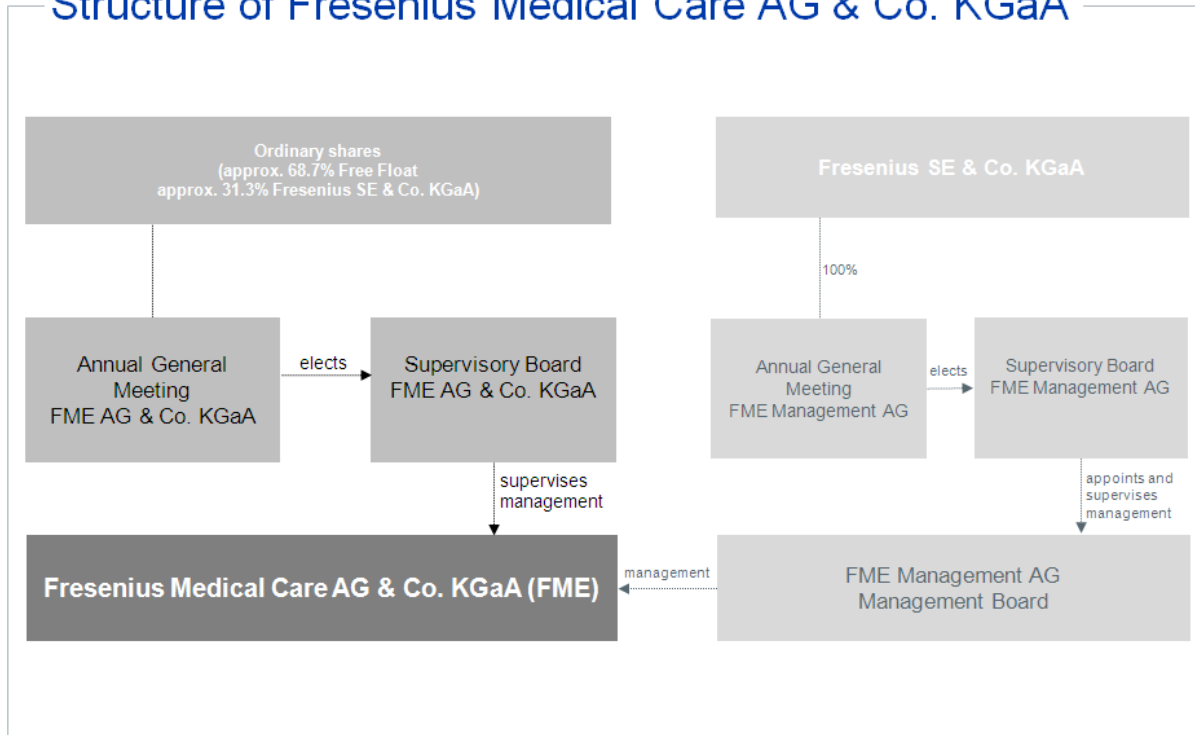 Structure of Fresenius Medical Care AG & Co. KGaA
Ordinary shares
(approx. 68.7% Free Float
approx. 31.3% Fresenius SE & Co. KGaA)
Fresenius SE & Co. KGaA
100%
Annual General
Meeting
FME AG & Co. KGaA
elects
Supervisory Board
FME AG & Co. KGaA
Annual General
Meeting
FME Management AG
elects
Supervisory Board
FME Management AG
supervises
management
appoints and
supervises
management
Fresenius Medical Care AG & Co. KGaA (FME)
management
FME Management AG
Management Board